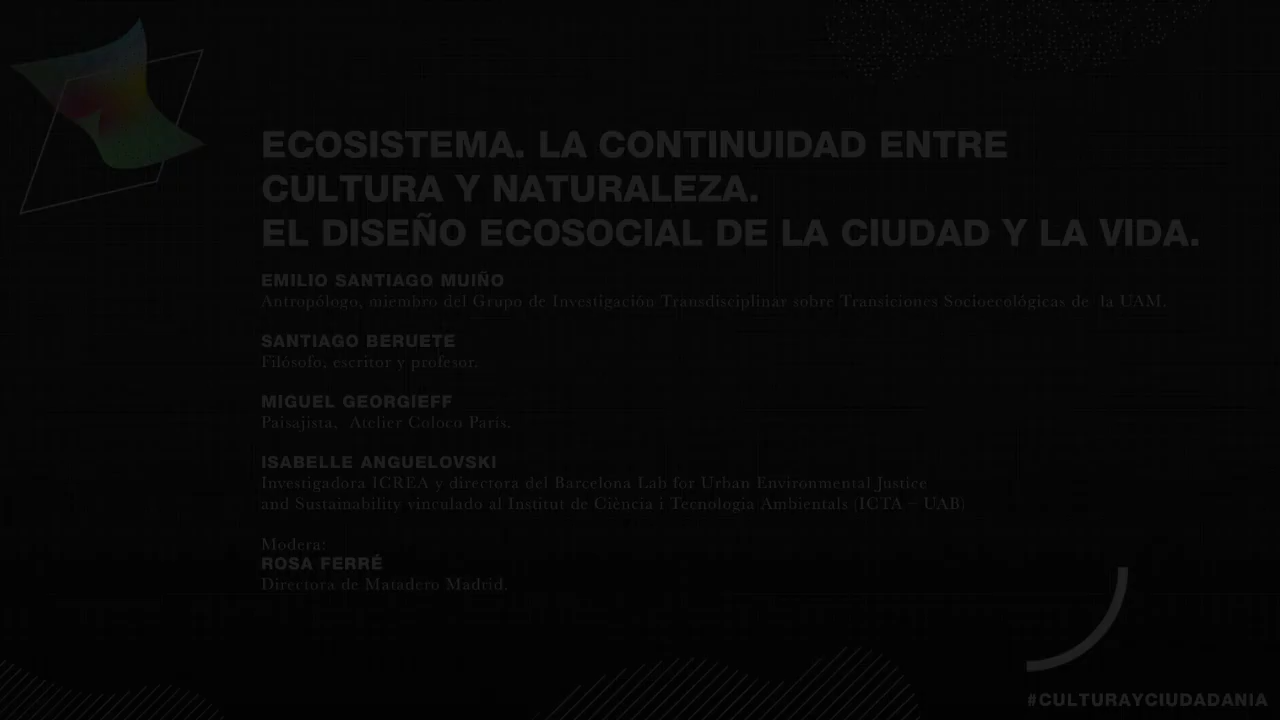 ECOSISTEMA. LA CONTINUIDAD ENTRE
CULTURA Y NATURALEZA.
EL DISEÑO ECOSOCIAL DE LA CIUDAD Y LA VIDA.
EMILIO SANTIAGO MUIÑO
Antropólogo, miembro del Grupo de Investigación Transdisciplinar sobre Transiciones Socioecológicas de la UAM.
SANTIAGO BERUETE
Filósofo, escritor y profesor.
MIGUEL GEORGIEFF
Paisajista, Atelier Coloco París.
ISABELLE ANGUELOVSKI
Investigadora ICREA y directora del Barcelona Lab for Urban Environmental Justice
and Sustainability vinculado al Institut de Ciència i Tecnologia Ambientals (ICTA – UAB)
Modera:
ROSA FERRÉ
Directora de Matadero Madrid.
#CULTURAYCIUDADANIA